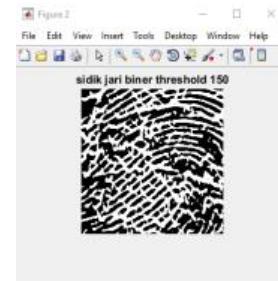 Figure 2
File Edit View Insert Tools Desktop Window Help
sidik jari biner threshold 150